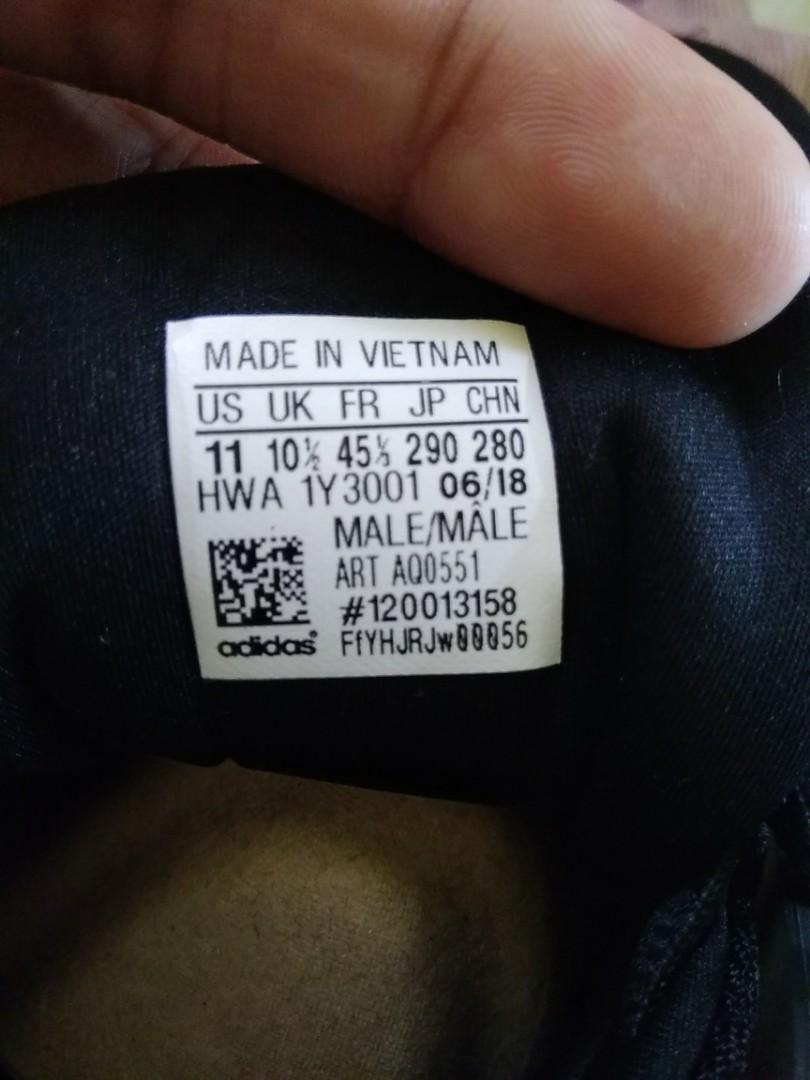 MADE IN VIETNAM
US UK FR JP CHN
11 10½ 45⅓ 290 280
HWA 1Y3001 06/18
MALE/MÂLE
ART AQ0551
#120013158
adidas® FfYHJRJw00056